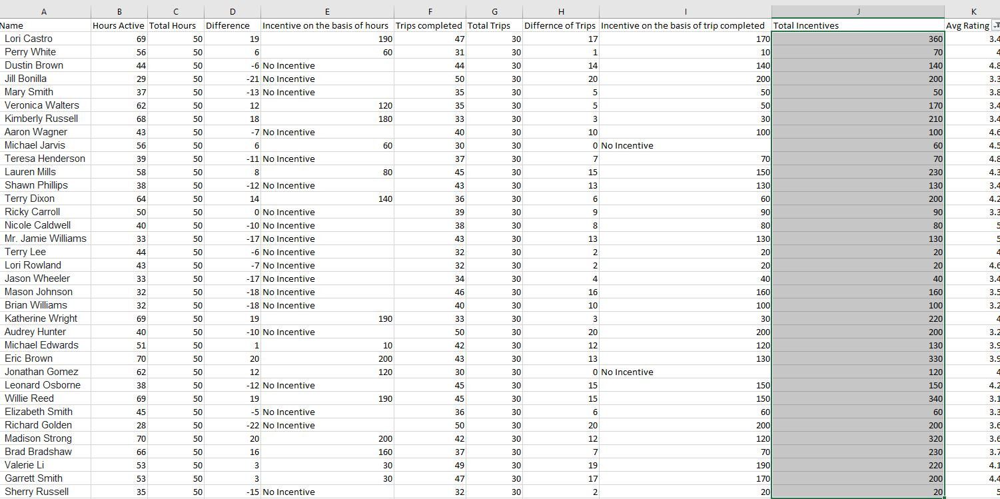 A B C D E F G H I J K
Name Hours Active Total Hours Difference Incentive on the basis of hours Trips completed Total Trips Differnce of Trips Incentive on the basis of trip completed Total Incentives Avg Rating
Lori Castro 69 50 19 190 47 30 17 170 360 3.4
Perry White 56 50 6 60 31 30 1 10 70 4
Dustin Brown 44 50 -6 No Incentive 44 30 14 140 140 4.8
Jill Bonilla 29 50 -21 No Incentive 50 30 20 200 200 3.3
Mary Smith 37 50 -13 No Incentive 35 30 5 50 50 3.8
Veronica Walters 62 50 12 120 35 30 5 50 170 3.4
Kimberly Russell 68 50 18 180 33 30 3 30 210 3.4
Aaron Wagner 43 50 -7 No Incentive 40 30 10 100 100 4.6
Michael Jarvis 56 50 6 60 30 30 0 No Incentive 60 4.5
Teresa Henderson 39 50 -11 No Incentive 37 30 7 70 70 4.8
Lauren Mills 58 50 8 80 45 30 15 150 230 4.3
Shawn Phillips 38 50 -12 No Incentive 43 30 13 130 130 3.4
Terry Dixon 64 50 14 140 36 30 6 60 200 4.2
Ricky Carroll 50 50 0 No Incentive 39 30 9 90 90 3.3
Nicole Caldwell 40 50 -10 No Incentive 38 30 8 80 80 5
Mr. Jamie Williams 33 50 -17 No Incentive 43 30 13 130 130 5
Terry Lee 44 50 -6 No Incentive 32 30 2 20 20 4
Lori Rowland 43 50 -7 No Incentive 32 30 2 20 20 4.6
Jason Wheeler 33 50 -17 No Incentive 34 30 4 40 40 3.4
Mason Johnson 32 50 -18 No Incentive 46 30 16 160 160 3.5
Brian Williams 32 50 -18 No Incentive 40 30 10 100 100 3.2
Katherine Wright 69 50 19 190 33 30 3 30 220 4
Audrey Hunter 40 50 -10 No Incentive 50 30 20 200 200 3.2
Michael Edwards 51 50 1 10 42 30 12 120 130 3.9
Eric Brown 70 50 20 200 43 30 13 130 330 3.9
Jonathan Gomez 62 50 12 120 30 30 0 No Incentive 120 4
Leonard Osborne 38 50 -12 No Incentive 45 30 15 150 150 4.2
Willie Reed 69 50 19 190 45 30 15 150 340 3.1
Elizabeth Smith 45 50 -5 No Incentive 36 30 6 60 60 3.3
Richard Golden 28 50 -22 No Incentive 50 30 20 200 200 3.6
Madison Strong 70 50 20 200 42 30 12 120 320 3.6
Brad Bradshaw 66 50 16 160 37 30 7 70 230 3.7
Valerie Li 53 50 3 30 49 30 19 190 220 4.1
Garrett Smith 53 50 3 30 47 30 17 170 200 4.4
Sherry Russell 35 50 -15 No Incentive 32 30 2 20 20 5